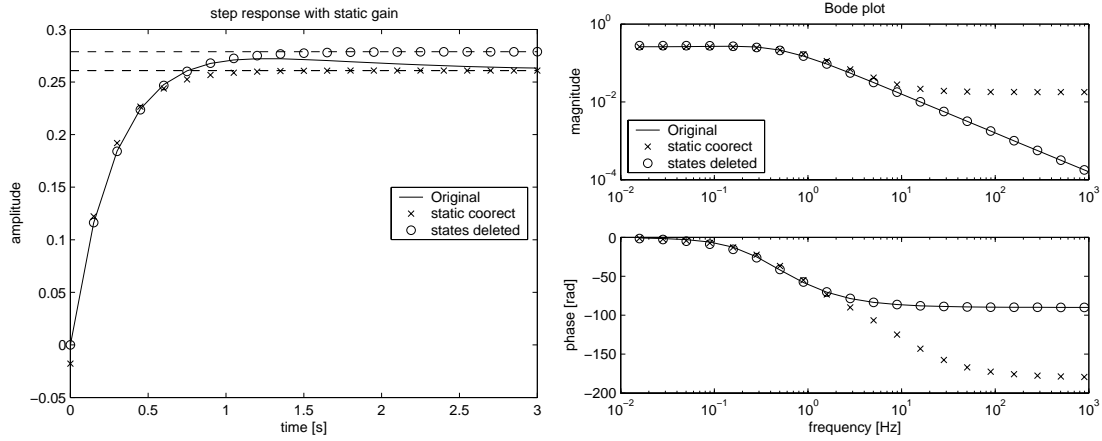 step response with static gain
0.3
0.25
0.2
0.15
0.1
0.05
0
−0.05
amplitude
Original
static coorect
states deleted
0
0.5
1
1.5
2
2.5
3
time [s]
Bode plot
10^0
10^−2
10^−4
magnitude
Original
static coorect
states deleted
10^−2
10^−1
10^0
10^1
10^2
10^3
0
−50
−100
−150
−200
phase [rad]
10^−2
10^−1
10^0
10^1
10^2
10^3
frequency [Hz]